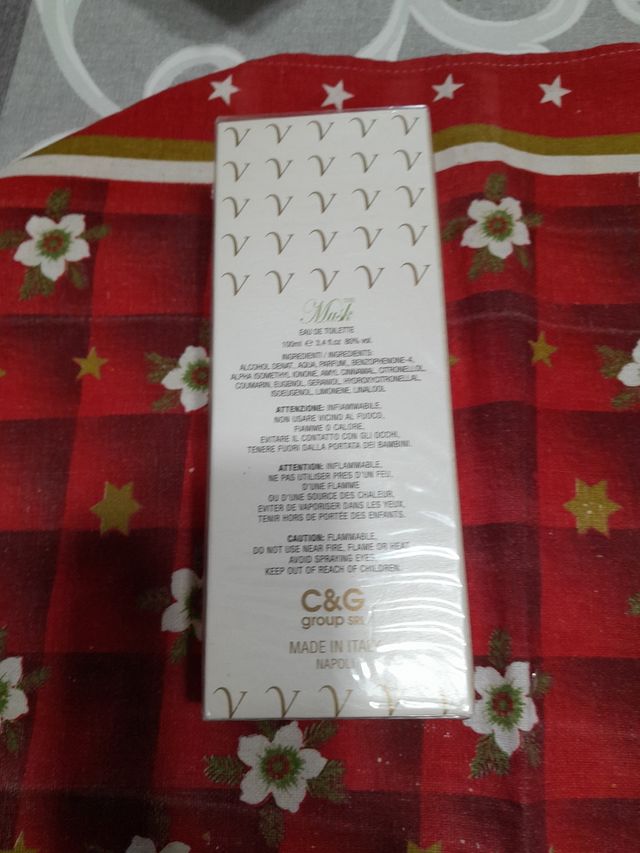 V V V V V
V V V V V
V V V V V
V V V V V
V V V V V
Musk
EAU DE TOILETTE
100ml ℮ 3.4 fl.oz 80% vol.
INGREDIENTI / INGREDIENTS:
ALCOHOL DENAT., AQUA, PARFUM, BENZOPHENONE-4,
ALPHA ISOMETHYL IONONE, AMYL CINNAMAL, CITRONELLOL,
COUMARIN, EUGENOL, GERANIOL, HYDROXYCITRONELLAL,
ISOEUGENOL, LIMONENE, LINALOOL
ATTENZIONE: INFIAMMABILE,
NON USARE VICINO AL FUOCO,
FIAMME O CALORE,
EVITARE IL CONTATTO CON GLI OCCHI,
TENERE FUORI DALLA PORTATA DEI BAMBINI.
ATTENTION: INFLAMMABLE,
NE PAS UTILISER PRES D'UN FEU,
D'UNE FLAMME
OU D'UNE SOURCE DES CHALEUR,
EVITER DE VAPORISER DANS LES YEUX,
TENIR HORS DE PORTÉE DES ENFANTS.
CAUTION: FLAMMABLE,
DO NOT USE NEAR FIRE, FLAME OR HEAT
AVOID SPRAYING EYES,
KEEP OUT OF REACH OF CHILDREN.
C&G
group SRL
MADE IN ITALY
NAPOLI
V V V V V